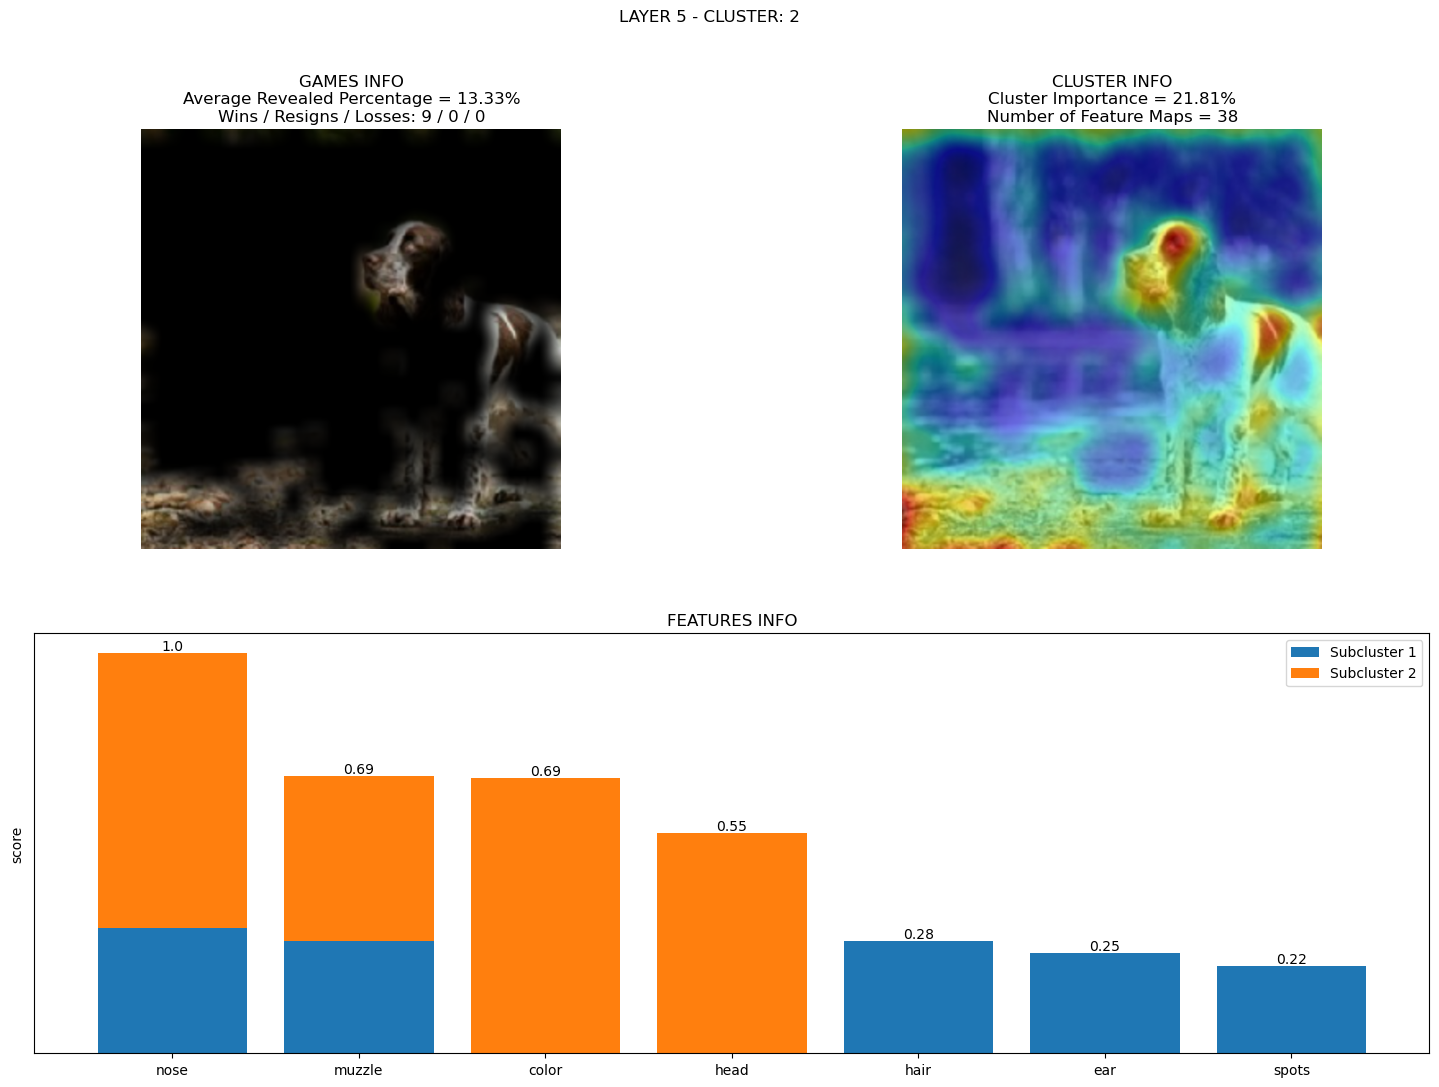 LAYER 5 - CLUSTER: 2
GAMES INFO
Average Revealed Percentage = 13.33%
Wins / Resigns / Losses: 9 / 0 / 0
CLUSTER INFO
Cluster Importance = 21.81%
Number of Feature Maps = 38
FEATURES INFO
Subcluster 1
Subcluster 2
score
1.0
0.69
0.69
0.55
0.28
0.25
0.22
nose
muzzle
color
head
hair
ear
spots